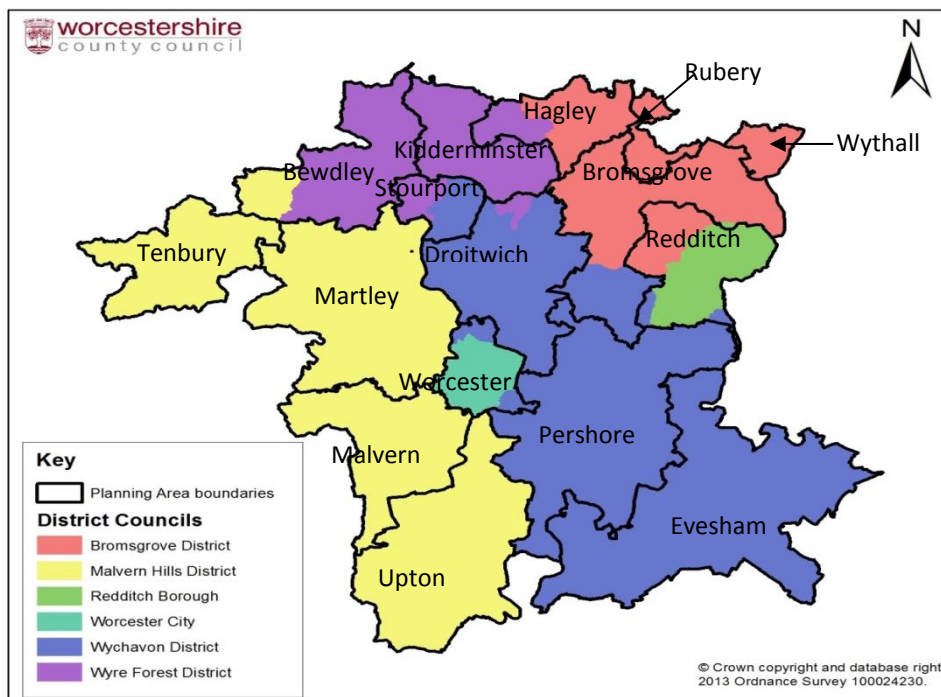 worcestershire
county council
N
Rubery
Hagley
Wythall
Kidderminster
Bewdley
Bromsgrove
Stourport
Redditch
Tenbury
Droitwich
Martley
Worcester
Pershore
Malvern
Evesham
Upton
Key
Planning Area boundaries
District Councils
Bromsgrove District
Malvern Hills District
Redditch Borough
Worcester City
Wychavon District
Wyre Forest District
© Crown copyright and database right
2013 Ordnance Survey 100024230.